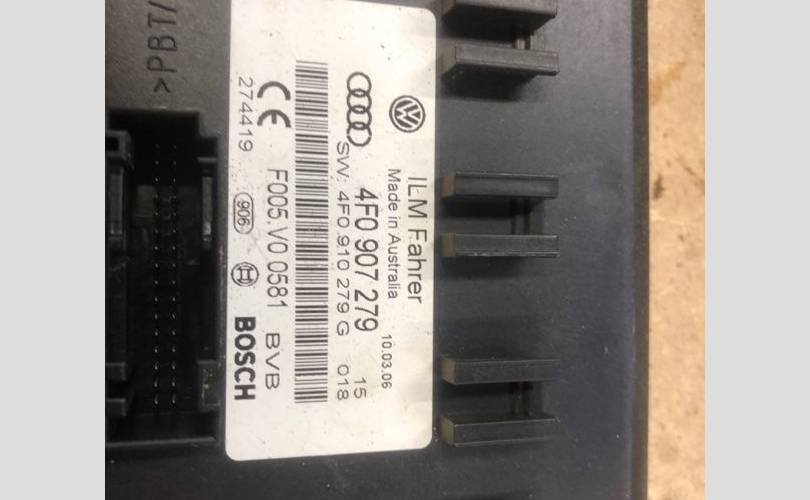 >PBT/
ILM Fahrer
Made in Australia 10.03.06
4F0 907 279 15
SW: 4F0 910 279 G 018
F005.V0 0581 BVB
CE 906 BOSCH
274419